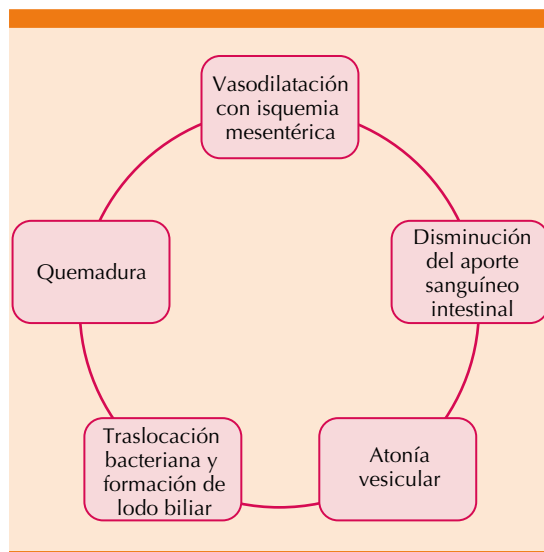 Vasodilatación
con isquemia
mesentérica
Disminución
del aporte
sanguíneo
intestinal
Atonía
vesicular
Traslocación
bacteriana y
formación de
lodo biliar
Quemadura